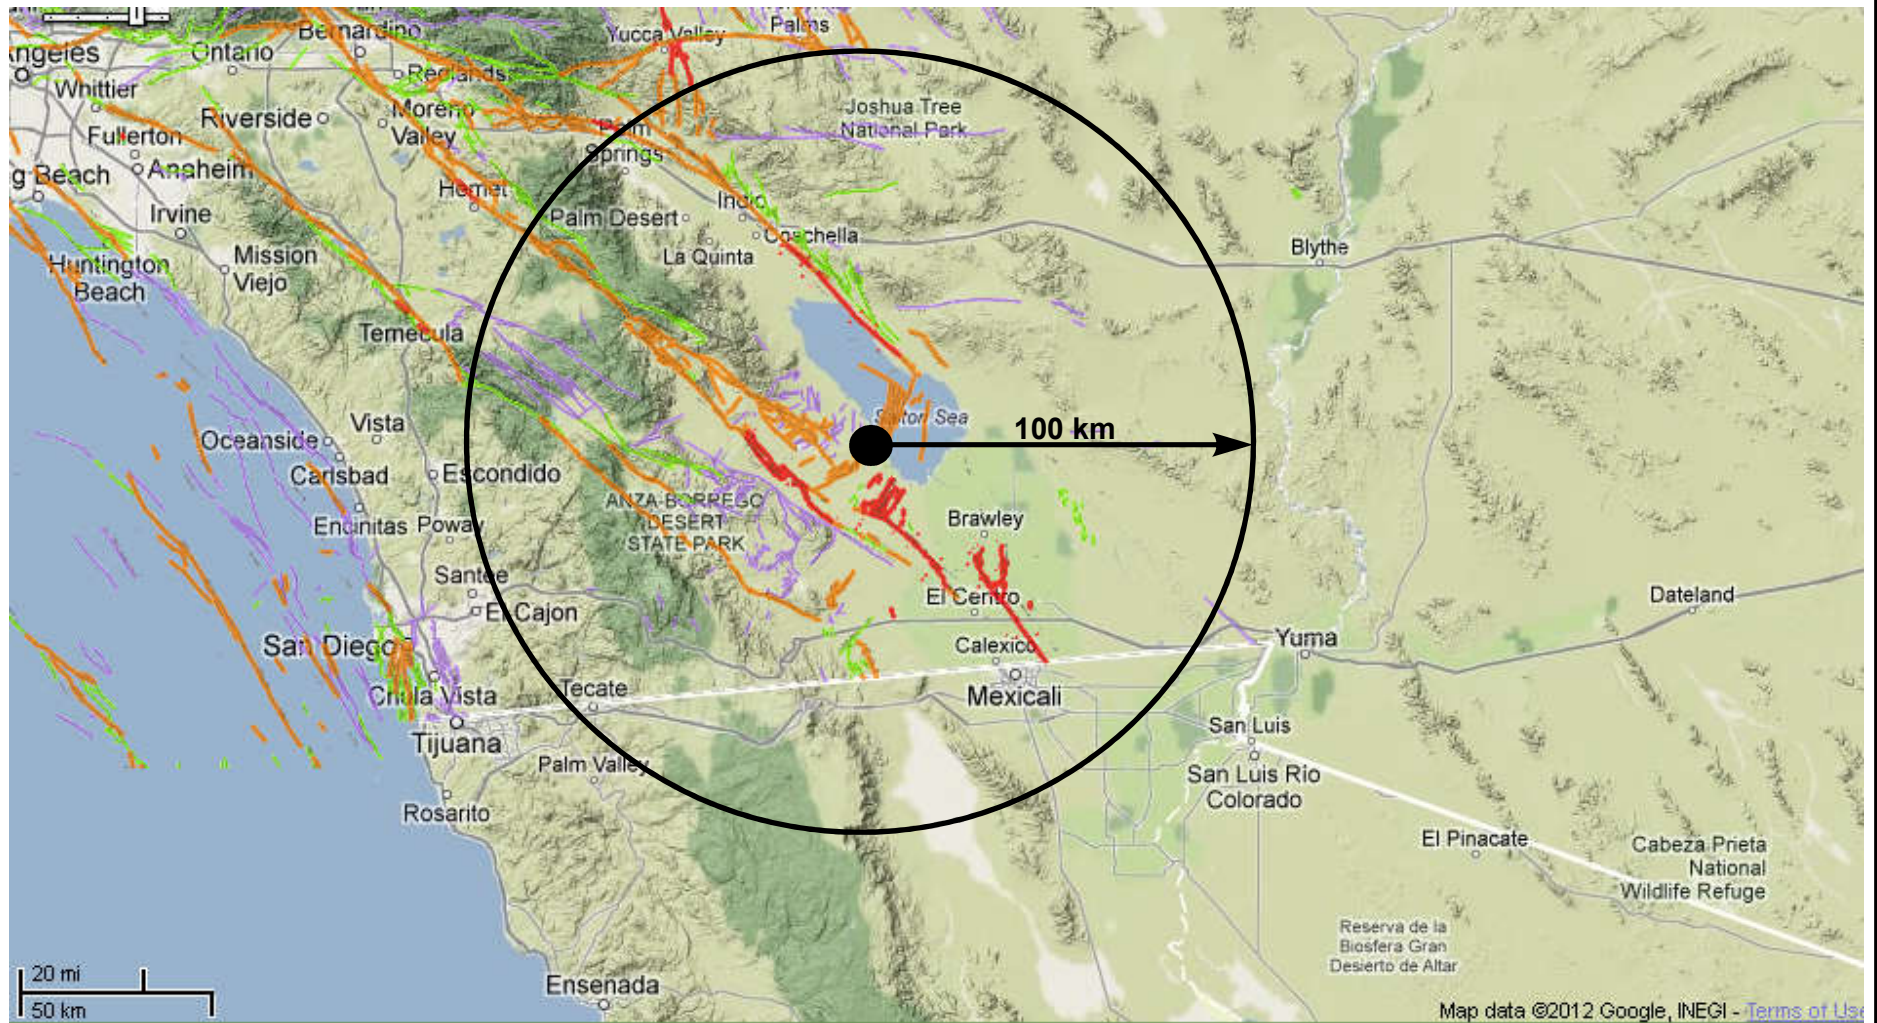 Bernardino
Yucca Valley
Palms
Angeles
Ontario
Redlands
Whittier
Riverside
Moreno
Valley
Joshua Tree
National Park
Fullerton
Palm
Springs
Anaheim
g Beach
Hemet
Irvine
Palm Desert
Indio
Coachella
Mission
Viejo
La Quinta
Blythe
Huntington
Beach
Temecula
Salton Sea
100 km
Vista
Oceanside
Carlsbad
Escondido
ANZA-BORREGO
DESERT
STATE PARK
Encinitas
Poway
Brawley
Santee
El Cajon
El Centro
Dateland
San Diego
Calexico
Yuma
Chula Vista
Tecate
Mexicali
Tijuana
San Luis
Palm Valley
San Luis Rio
Colorado
Rosarito
El Pinacate
Cabeza Prieta
National
Wildlife Refuge
Reserva de la
Biosfera Gran
Desierto de Altar
20 mi
50 km
Ensenada
Map data ©2012 Google, INEGI - Terms of Use